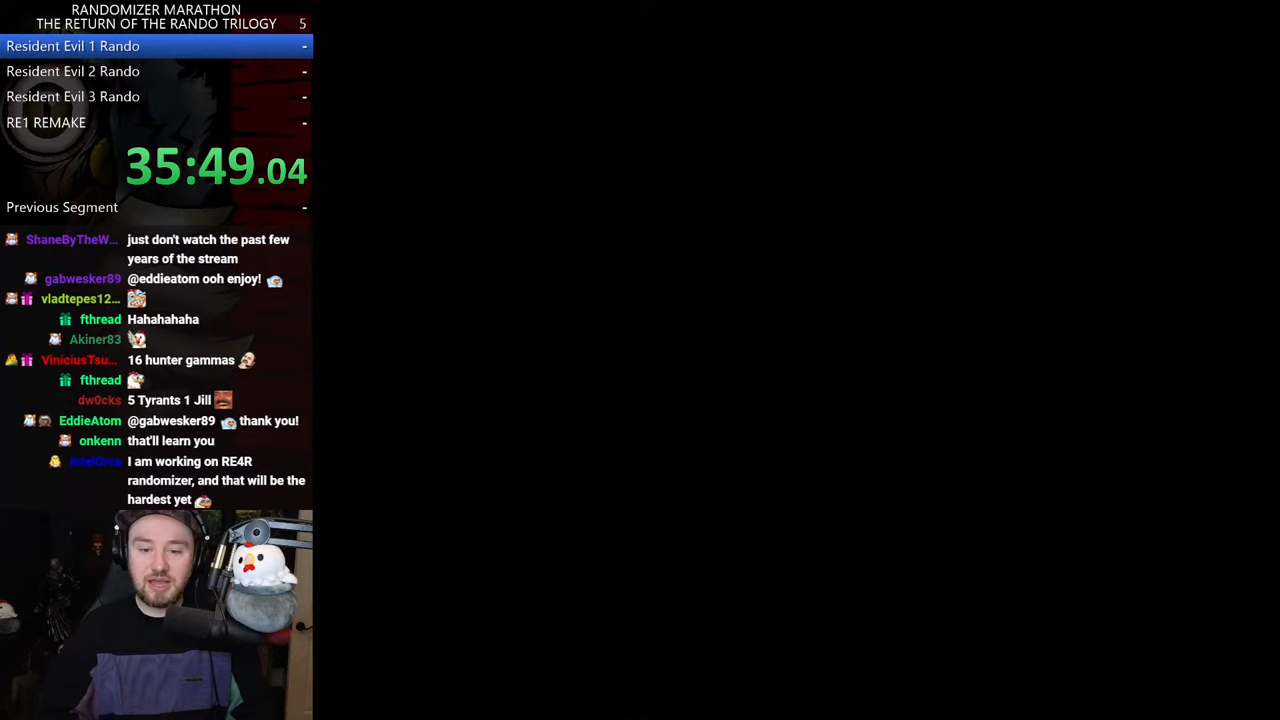 RANDOMIZER MARATHON
THE RETURN OF THE RANDO TRILOGY 5
Resident Evil 1 Rando -
Resident Evil 2 Rando -
Resident Evil 3 Rando -
RE1 REMAKE -
35:49.04
Previous Segment -
ShaneByTheW... just don't watch the past few
years of the stream
gabwesker89 @eddieatom ooh enjoy!
vladtepes12...
fthread Hahahahaha
Akiner83
ViniciusTsu... 16 hunter gammas
fthread
dw0cks 5 Tyrants 1 Jill
EddieAtom @gabwesker89 thank you!
onkenn that'll learn you
IntelOrca I am working on RE4R
randomizer, and that will be the
hardest yet